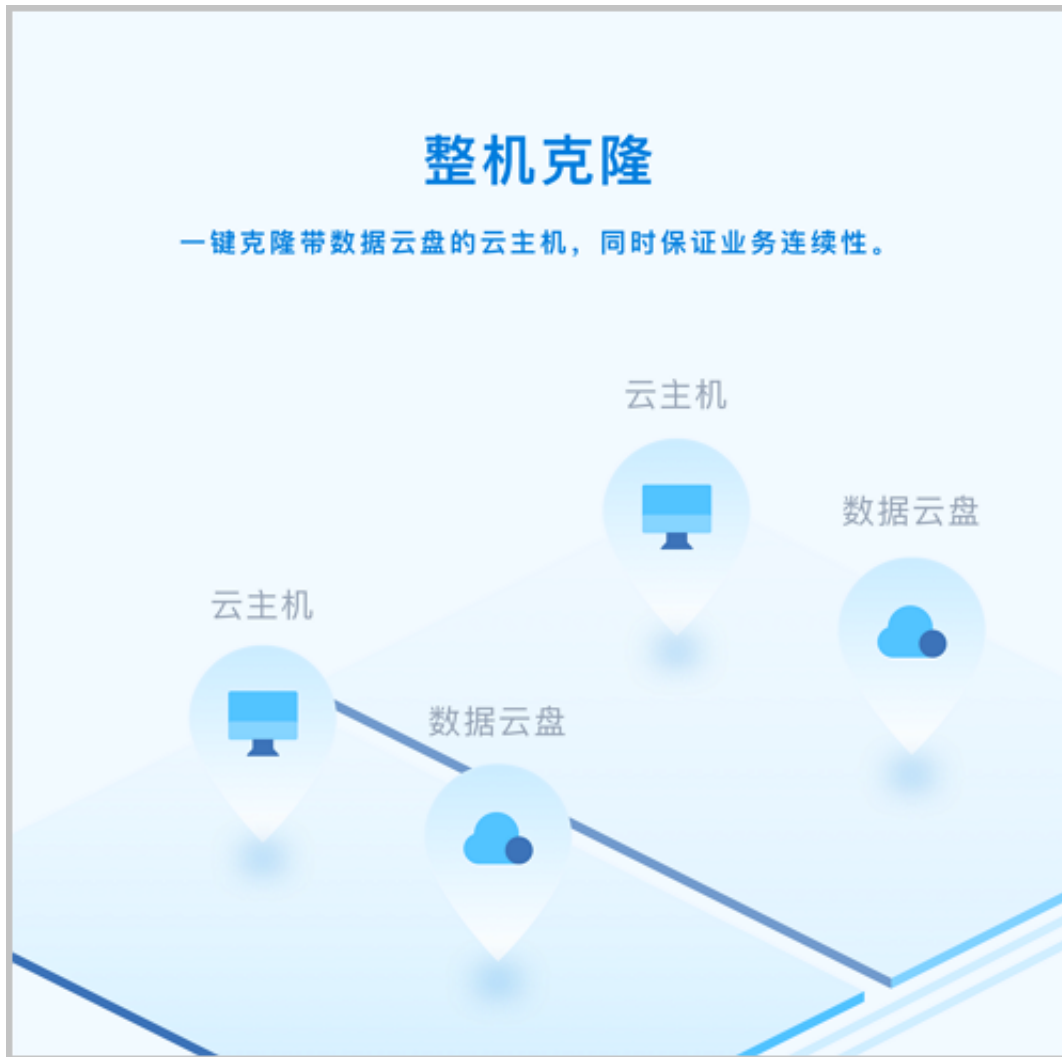 整机克隆
一键克隆带数据云盘的云主机，同时保证业务连续性。
云主机
数据云盘
云主机
数据云盘